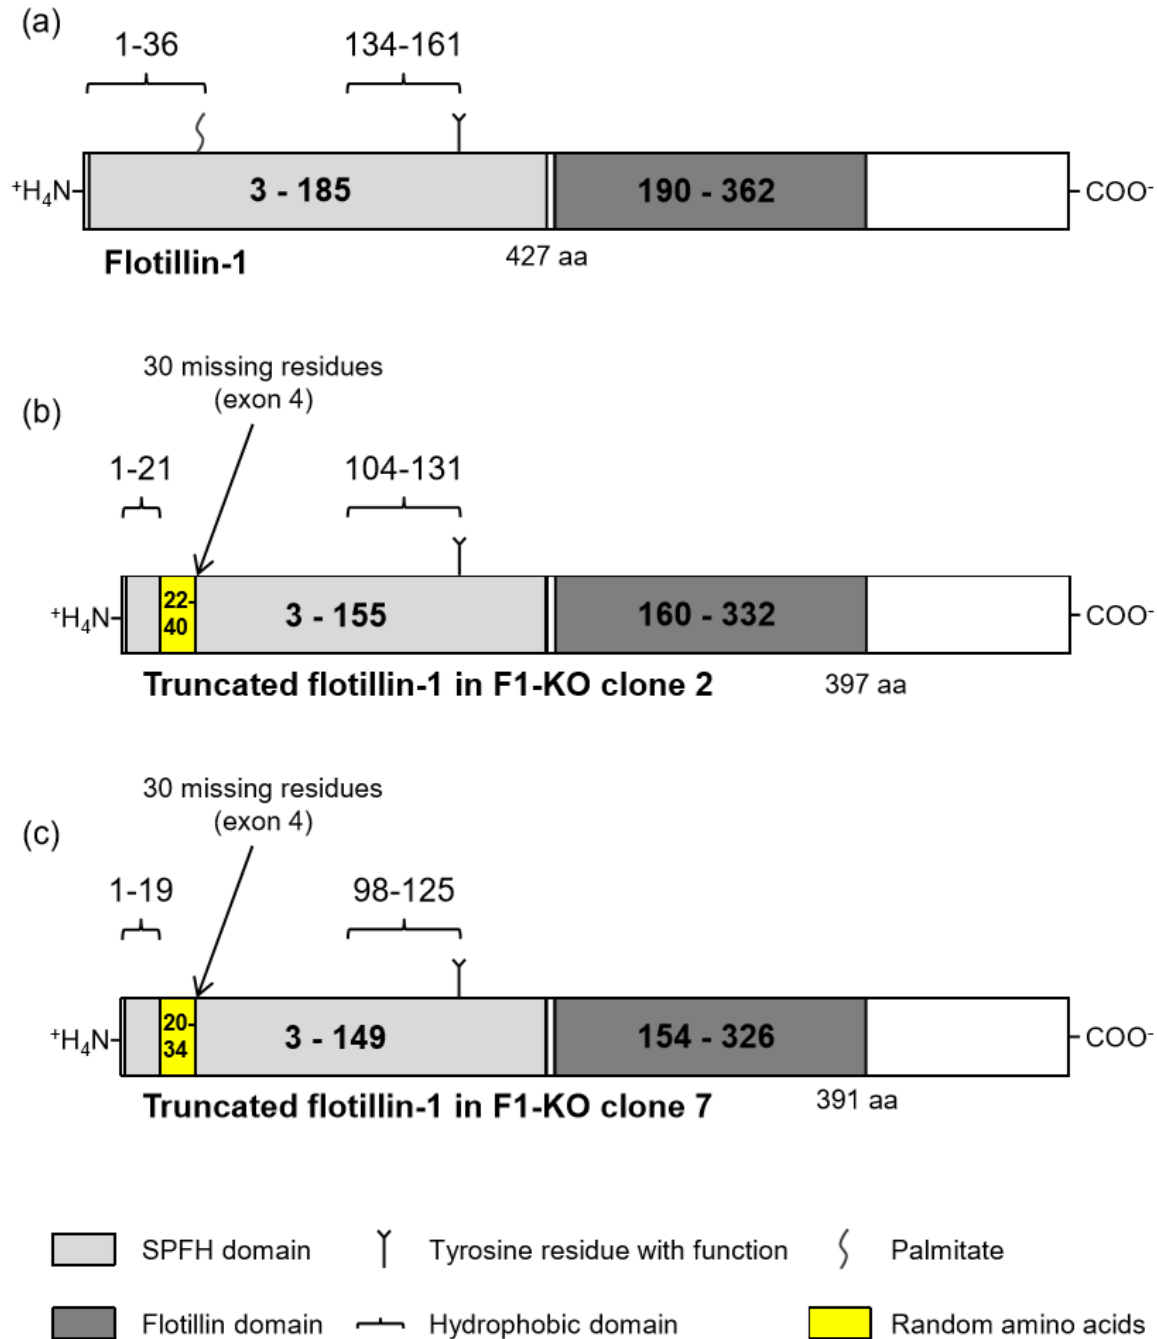 (a)
1-36 134-161
⁺H₄N 3 - 185 190 - 362 COO⁻
Flotillin-1 427 aa
30 missing residues
(exon 4)
(b)
1-21 104-131
⁺H₄N 22- 3 - 155 160 - 332 COO⁻
40
Truncated flotillin-1 in F1-KO clone 2 397 aa
30 missing residues
(exon 4)
(c)
1-19 98-125
⁺H₄N 20- 3 - 149 154 - 326 COO⁻
34
Truncated flotillin-1 in F1-KO clone 7 391 aa
SPFH domain Tyrosine residue with function Palmitate
Flotillin domain Hydrophobic domain Random amino acids